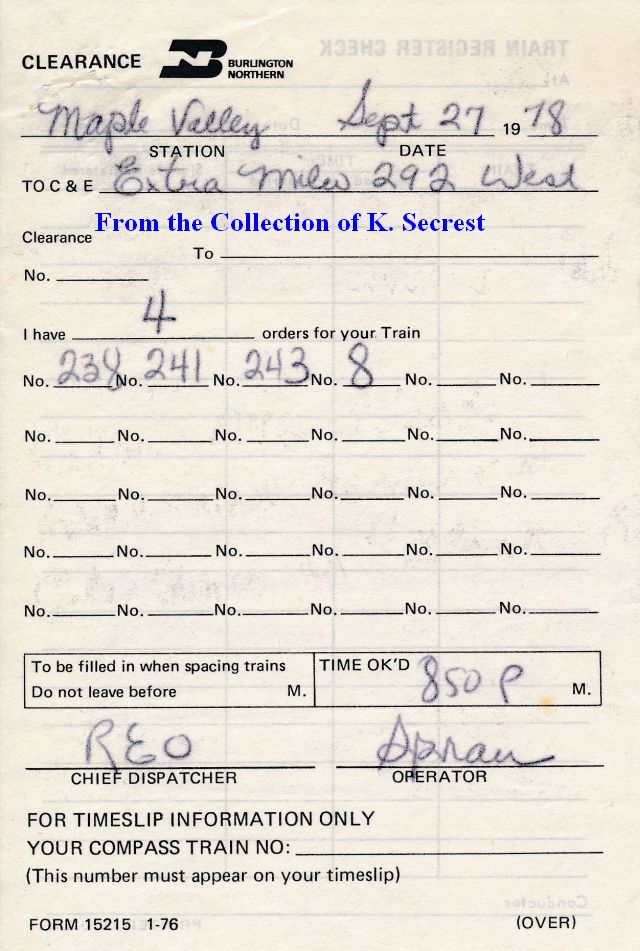 CLEARANCE BN BURLINGTON NORTHERN
Maple Valley Sept 27 19 78
STATION DATE
TO C & E Extra Milw 292 West
From the Collection of K. Secrest
Clearance
To
No.
I have 4 orders for your Train
No. 238 No. 241 No. 243 No. 8 No. No.
No. No. No. No. No. No.
No. No. No. No. No. No.
No. No. No. No. No. No.
No. No. No. No. No. No.
To be filled in when spacing trains TIME OK'D 850 P M.
Do not leave before M.
REO
CHIEF DISPATCHER OPERATOR
FOR TIMESLIP INFORMATION ONLY
YOUR COMPASS TRAIN NO:
(This number must appear on your timeslip)
FORM 15215 1-76 (OVER)